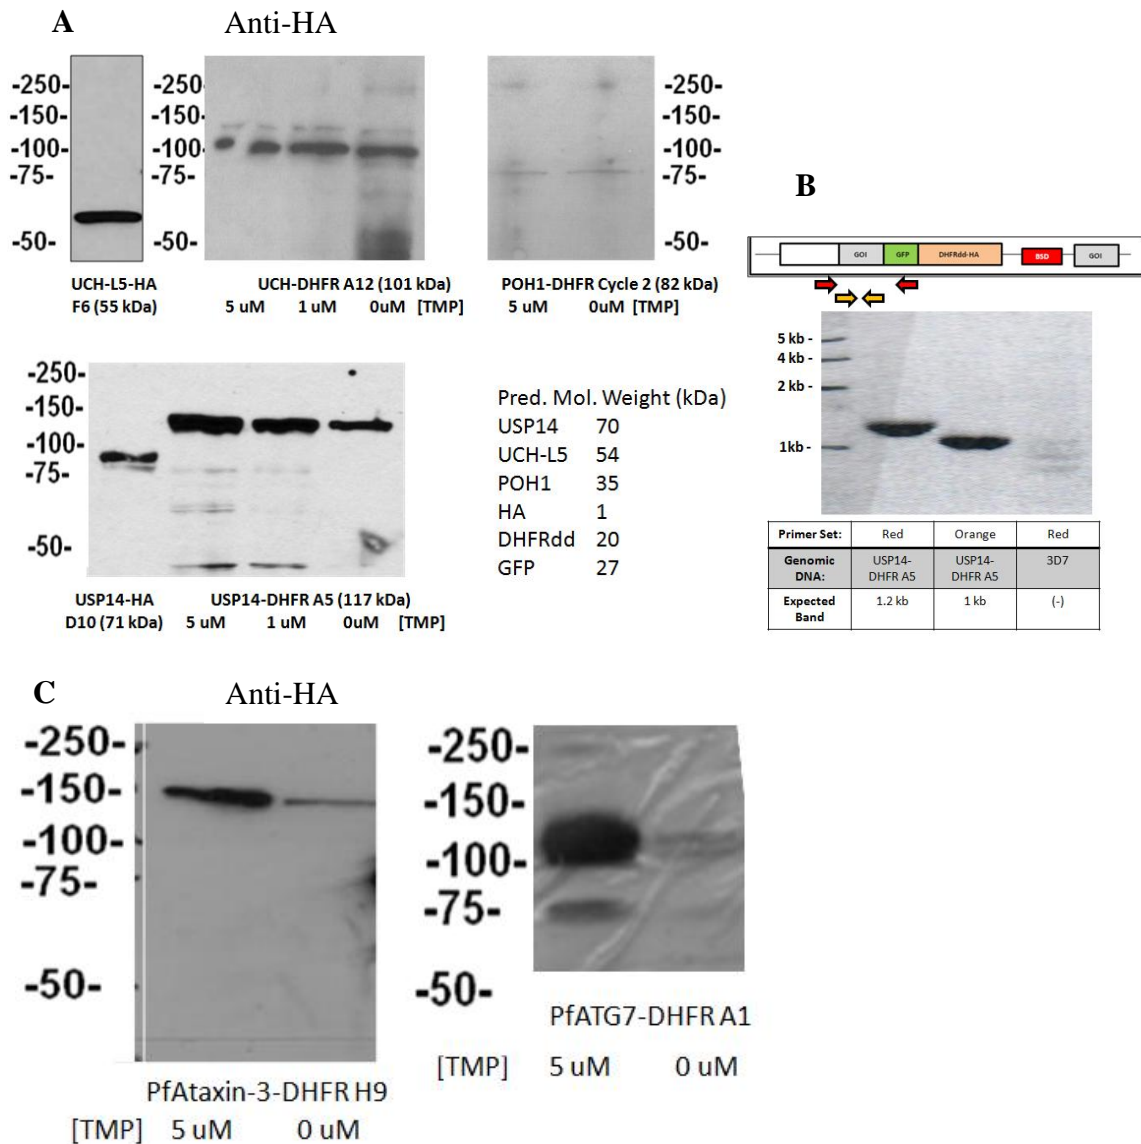 A
Anti-HA
-250-
-150-
-100-
-75-
-50-
-250-
-150-
-100-
-75-
-50-
-250-
-150-
-100-
-75-
-50-
UCH-L5-HA
F6 (55 kDa)
UCH-DHFR A12 (101 kDa)
5 uM 1 uM 0uM [TMP]
POH1-DHFR Cycle 2 (82 kDa)
5 uM 0uM [TMP]
-250-
-150-
-100-
-75-
-50-
USP14-HA
D10 (71 kDa)
USP14-DHFR A5 (117 kDa)
5 uM 1 uM 0uM [TMP]
Pred. Mol. Weight (kDa)
USP14 70
UCH-L5 54
POH1 35
HA 1
DHFRdd 20
GFP 27
B
GOI GFP DHFRdd-HA BSD GOI
5 kb -
4 kb -
2 kb -
1kb -
Primer Set: Red Orange Red
Genomic DNA: USP14-DHFR A5 USP14-DHFR A5 3D7
Expected Band 1.2 kb 1 kb (-)
C
Anti-HA
-250-
-150-
-100-
-75-
-50-
PfAtaxin-3-DHFR H9
[TMP] 5 uM 0 uM
-250-
-150-
-100-
-75-
-50-
PfATG7-DHFR A1
[TMP] 5 uM 0 uM